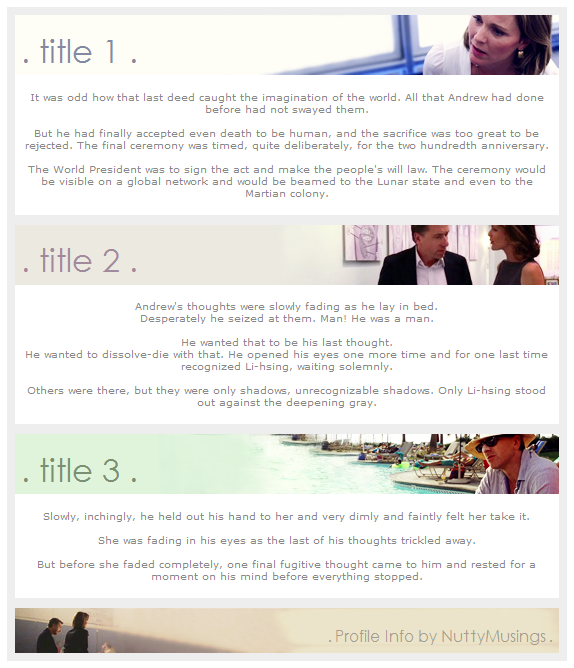 . title 1 .
It was odd how that last deed caught the imagination of the world. All that Andrew had done
before had not swayed them.
But he had finally accepted even death to be human, and the sacrifice was too great to be
rejected. The final ceremony was timed, quite deliberately, for the two hundredth anniversary.
The World President was to sign the act and make the people's will law. The ceremony would
be visible on a global network and would be beamed to the Lunar state and even to the
Martian colony.
. title 2 .
Andrew's thoughts were slowly fading as he lay in bed.
Desperately he seized at them. Man! He was a man.
He wanted that to be his last thought.
He wanted to dissolve-die with that. He opened his eyes one more time and for one last time
recognized Li-hsing, waiting solemnly.
Others were there, but they were only shadows, unrecognizable shadows. Only Li-hsing stood
out against the deepening gray.
. title 3 .
Slowly, inchingly, he held out his hand to her and very dimly and faintly felt her take it.
She was fading in his eyes as the last of his thoughts trickled away.
But before she faded completely, one final fugitive thought came to him and rested for a
moment on his mind before everything stopped.
. Profile Info by NuttyMusings .